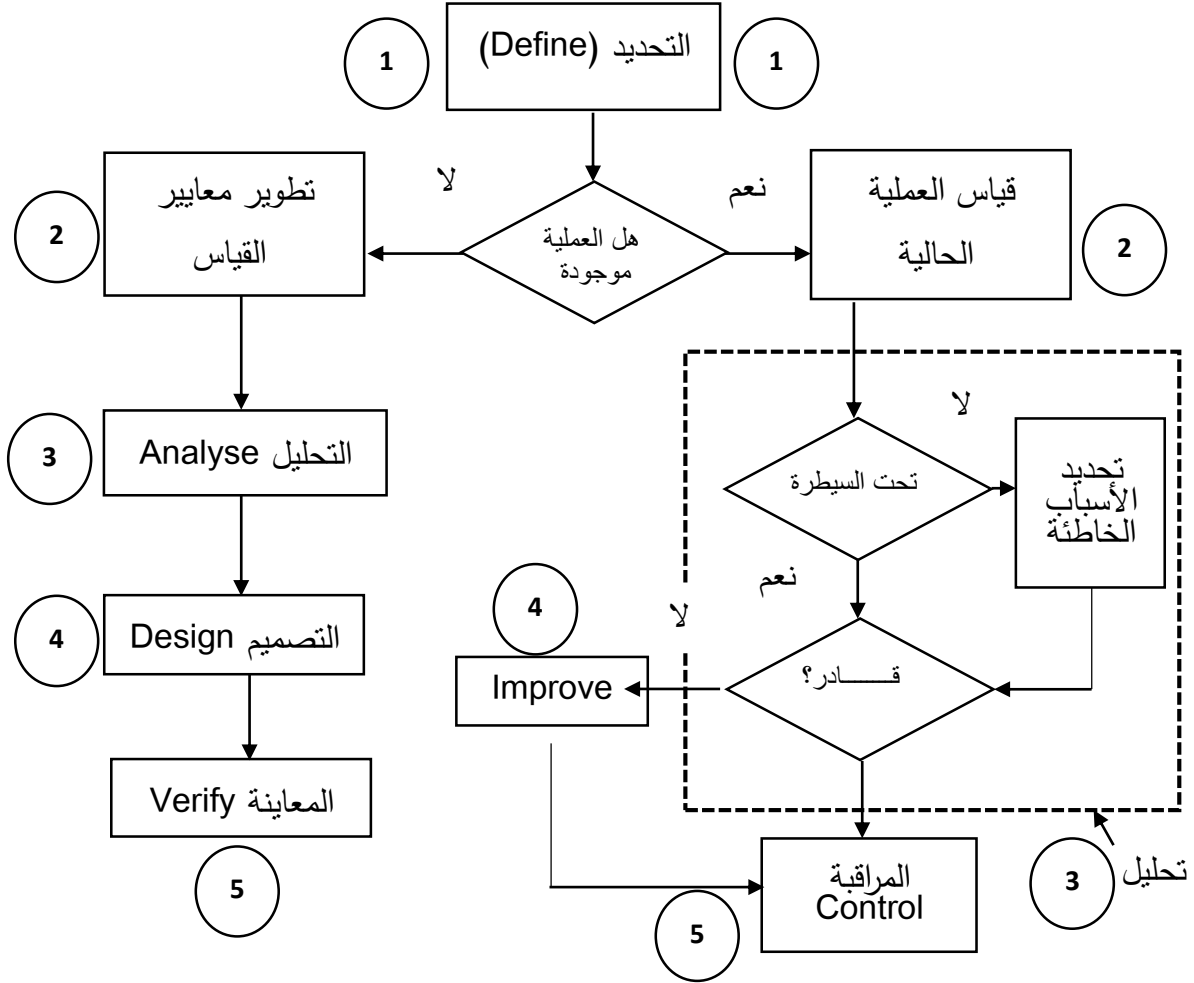 1
التحديد (Define)
1
لا
نعم
تطوير معايير
القياس
2
هل العملية
موجودة
قياس العملية
الحالية
2
لا
تحت السيطرة
تحديد
الأسباب
الخاطئة
3
التحليل Analyse
نعم
لا
4
4
التصميم Design
قــــــادر؟
Improve
المعاينة Verify
5
المراقبة
Control
5
3
تحليل